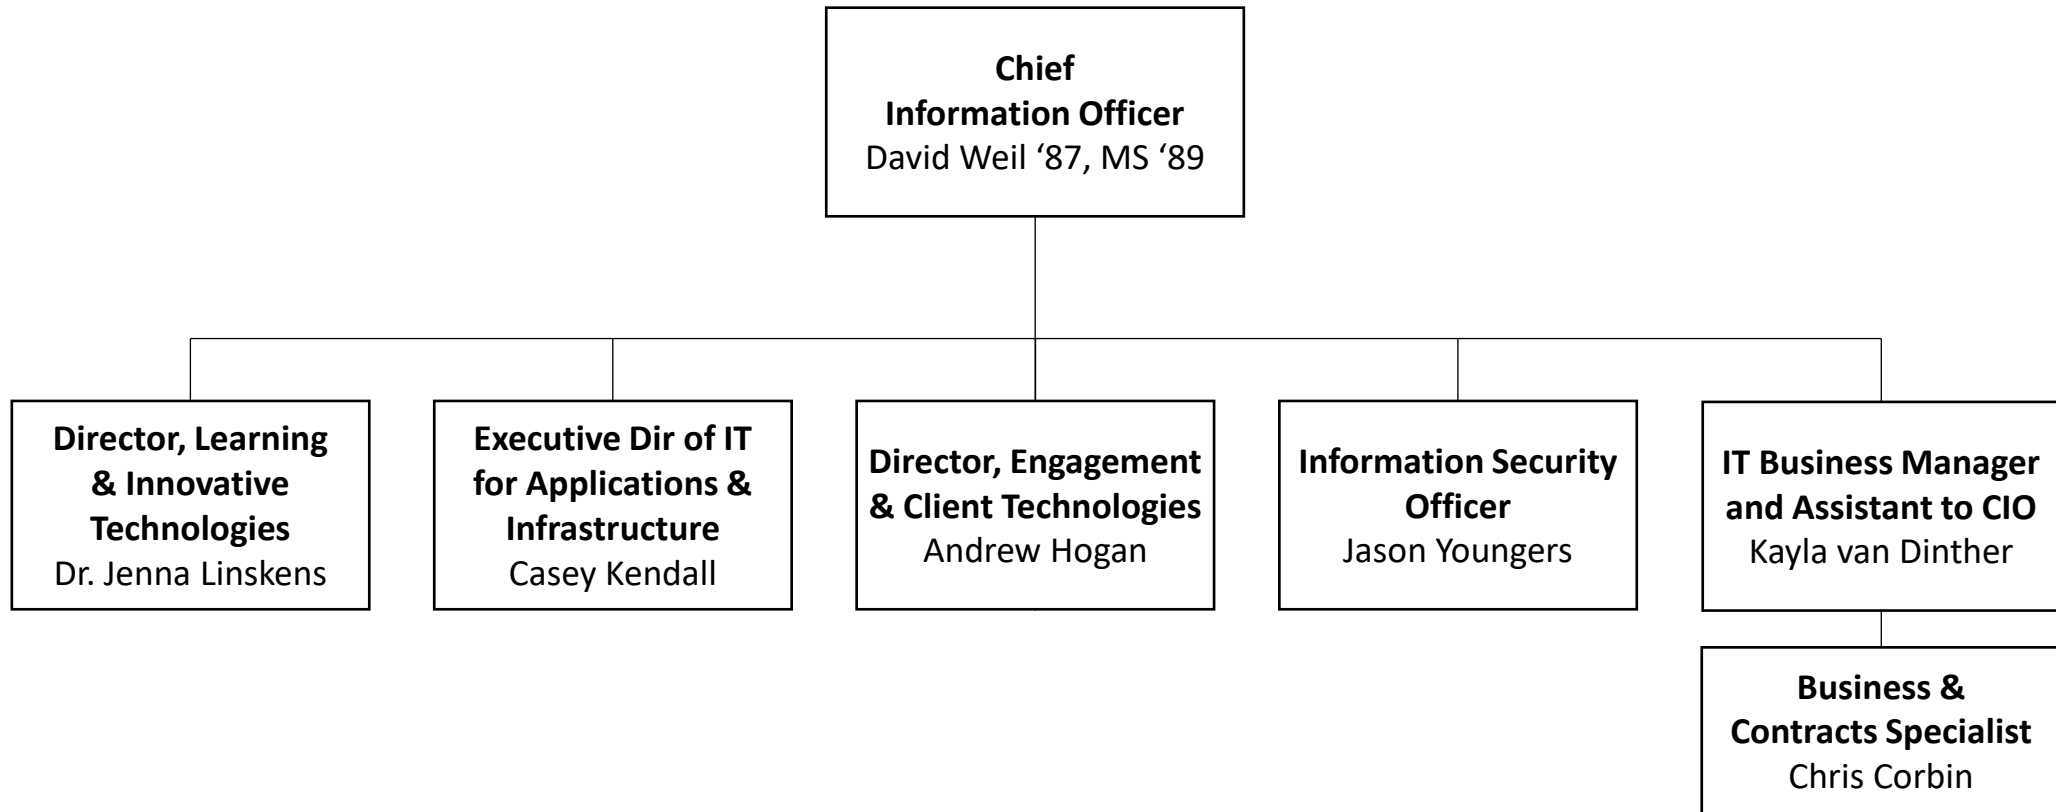 Chief
Information Officer
David Weil ‘87, MS ‘89
Director, Learning
& Innovative
Technologies
Dr. Jenna Linskens
Executive Dir of IT
for Applications &
Infrastructure
Casey Kendall
Director, Engagement
& Client Technologies
Andrew Hogan
Information Security
Officer
Jason Youngers
IT Business Manager
and Assistant to CIO
Kayla van Dinther
Business &
Contracts Specialist
Chris Corbin